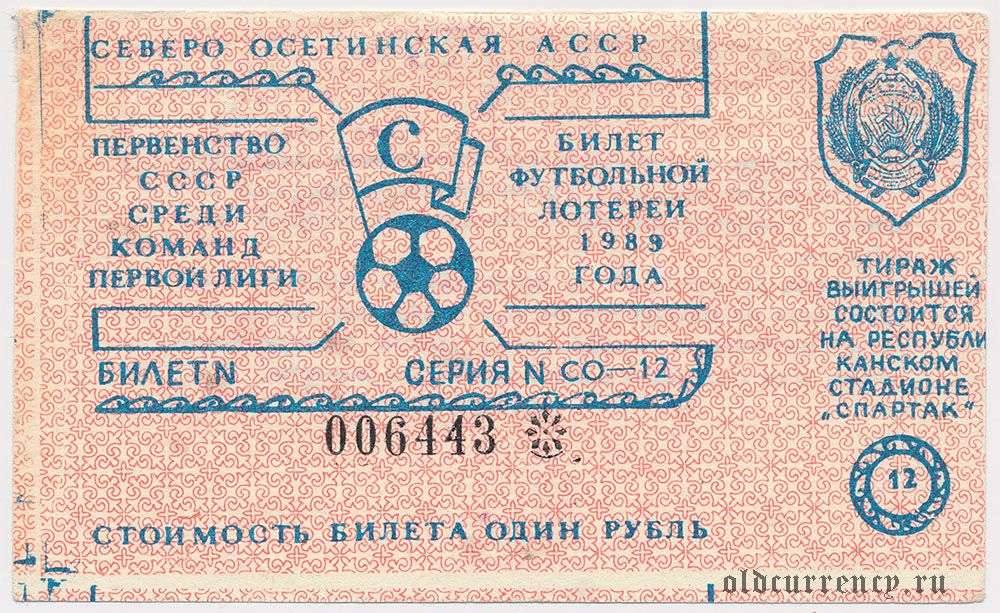 СЕВЕРО ОСЕТИНСКАЯ АССР
ПЕРВЕНСТВО
СССР
СРЕДИ
КОМАНД
ПЕРВОИ ЛИГИ
С
БИЛЕТ
ФУТБОЛЬНОЙ
ЛОТЕРЕИ
1989
ГОДА
БИЛЕТ N
СЕРИЯ N СО—12
006443
СТОИМОСТЬ БИЛЕТА ОДИН РУБЛЬ
ТИРАЖ
ВЫИГРЫШЕЙ
СОСТОИТСЯ
НА РЕСПУБЛИ
КАНСКОМ
СТАДИОНЕ
„СПАРТАК"
12
oldcurrency.ru